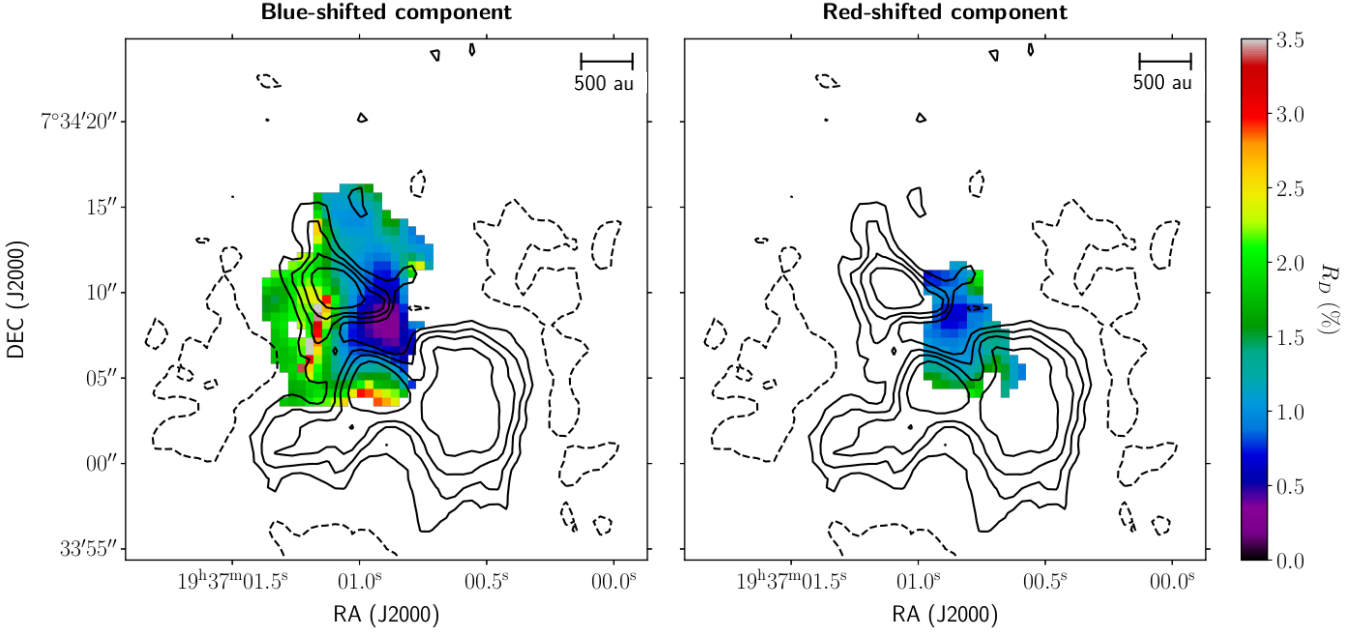 Blue-shifted component
Red-shifted component
500 au
500 au
7°34′20″
15″
10″
05″
00″
33′55″
DEC (J2000)
19ʰ37ᵐ01.5ˢ
01.0ˢ
00.5ˢ
00.0ˢ
19ʰ37ᵐ01.5ˢ
01.0ˢ
00.5ˢ
00.0ˢ
RA (J2000)
RA (J2000)
3.5
3.0
2.5
2.0
1.5
1.0
0.5
0.0
R_D (%)